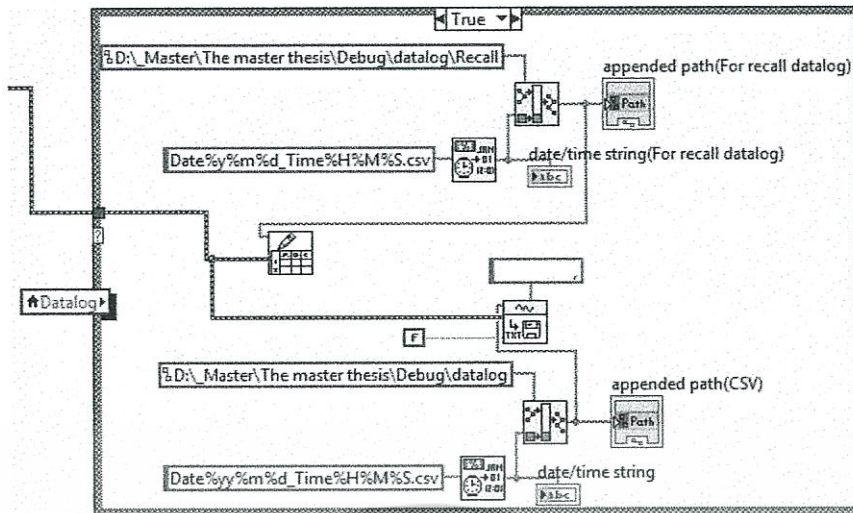 True
D:\_Master\The master thesis\Debug\datalog\Recall
appended path(For recall datalog)
Path
Date%y%m%d_Time%H%M%S.csv
date/time string(For recall datalog)
abc
?
Datalog
,
TXT
F
D:\_Master\The master thesis\Debug\datalog
appended path(CSV)
Path
Date%yy%m%d_Time%H%M%S.csv
date/time string
abc